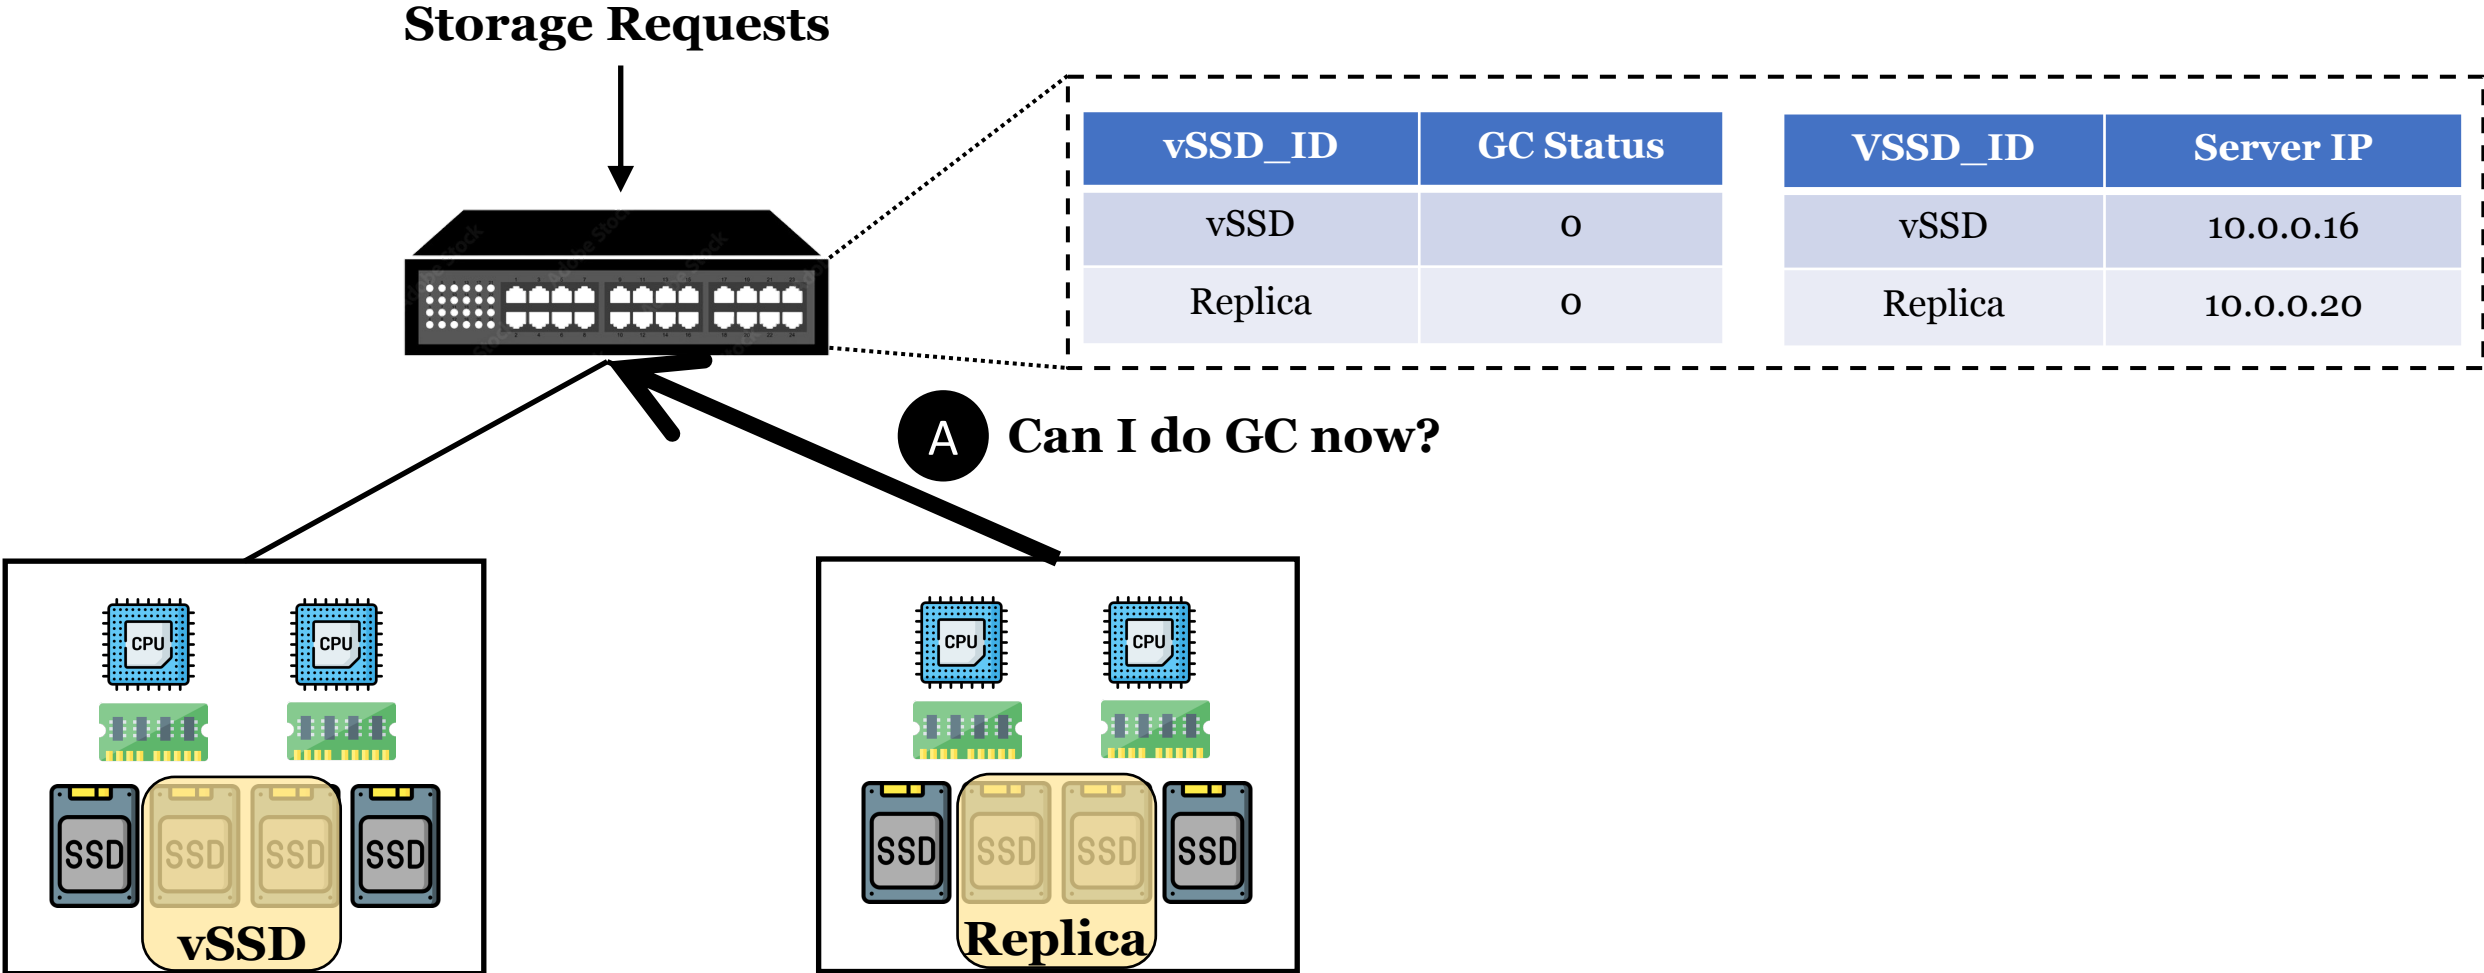 Storage Requests
vSSD_ID GC Status
vSSD 0
Replica 0
VSSD_ID Server IP
vSSD 10.0.0.16
Replica 10.0.0.20
A Can I do GC now?
CPU CPU
SSD SSD SSD SSD
vSSD
CPU CPU
SSD SSD SSD SSD
Replica